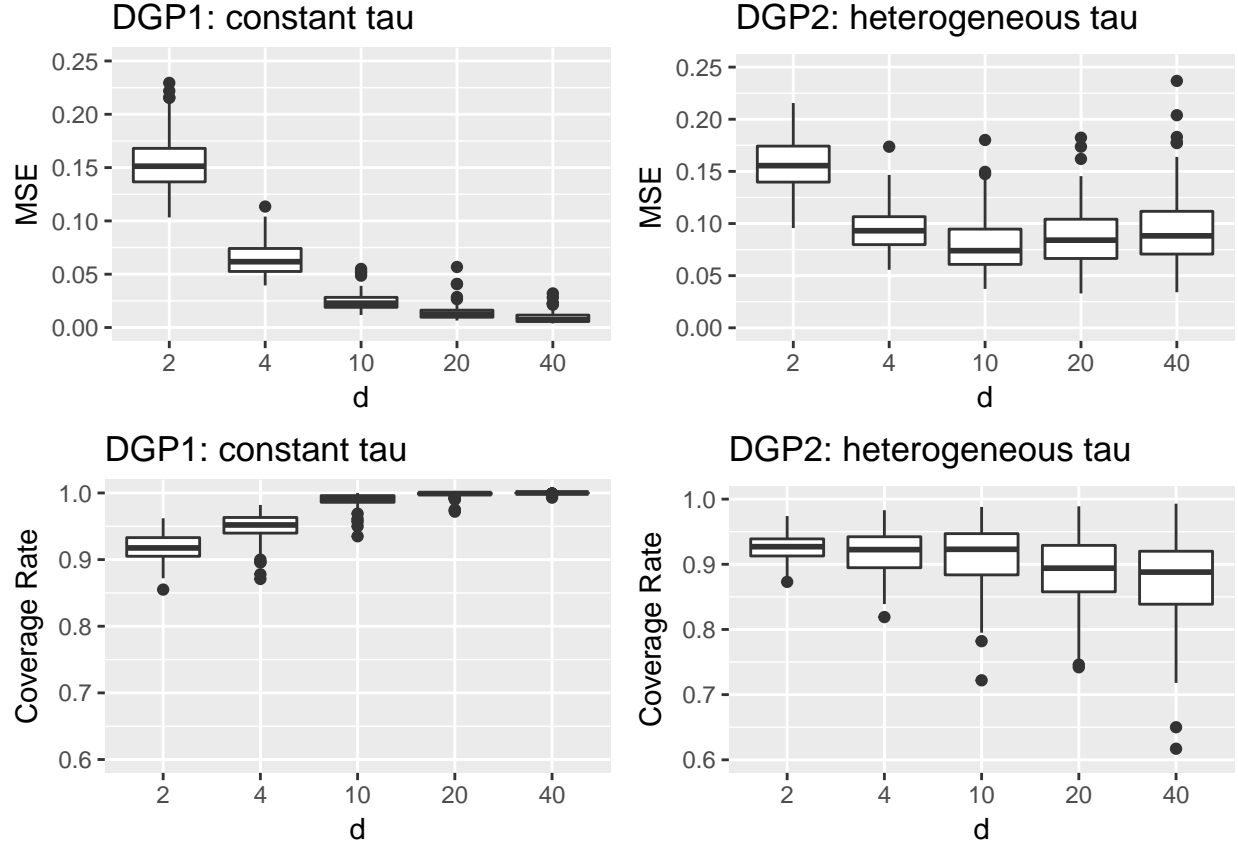 DGP1: constant tau
0.25
0.20
0.15
0.10
0.05
0.00
MSE
2 4 10 20 40
d
DGP2: heterogeneous tau
0.25
0.20
0.15
0.10
0.05
0.00
MSE
2 4 10 20 40
d
DGP1: constant tau
1.0
0.9
0.8
0.7
0.6
Coverage Rate
2 4 10 20 40
d
DGP2: heterogeneous tau
1.0
0.9
0.8
0.7
0.6
Coverage Rate
2 4 10 20 40
d